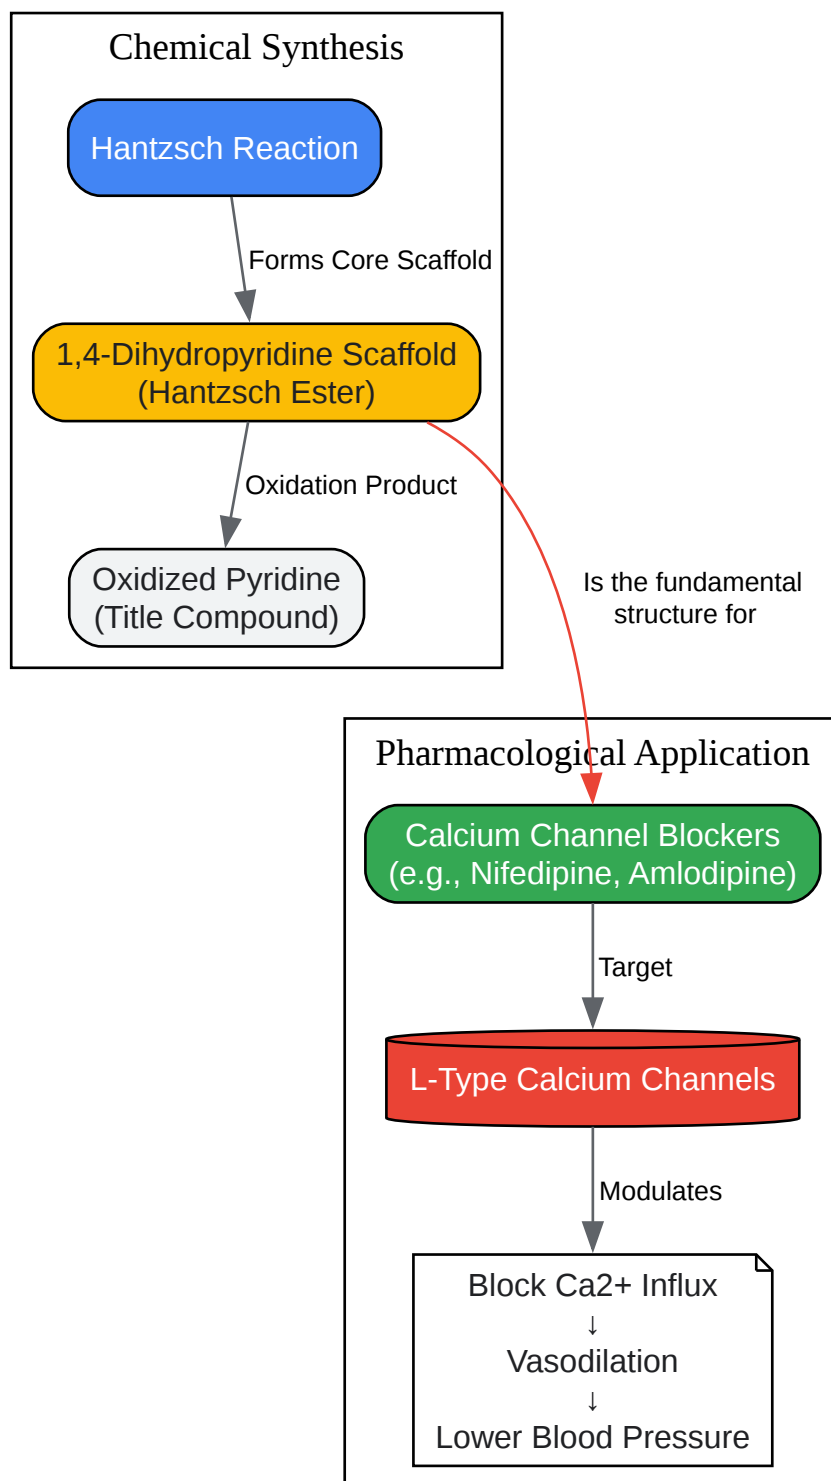 Chemical Synthesis
Hantzsch Reaction
Forms Core Scaffold
1,4-Dihydropyridine Scaffold
(Hantzsch Ester)
Oxidation Product
Oxidized Pyridine
(Title Compound)
Is the fundamental
structure for
Pharmacological Application
Calcium Channel Blockers
(e.g., Nifedipine, Amlodipine)
Target
L-Type Calcium Channels
Modulates
Block Ca2+ Influx
↓
Vasodilation
↓
Lower Blood Pressure